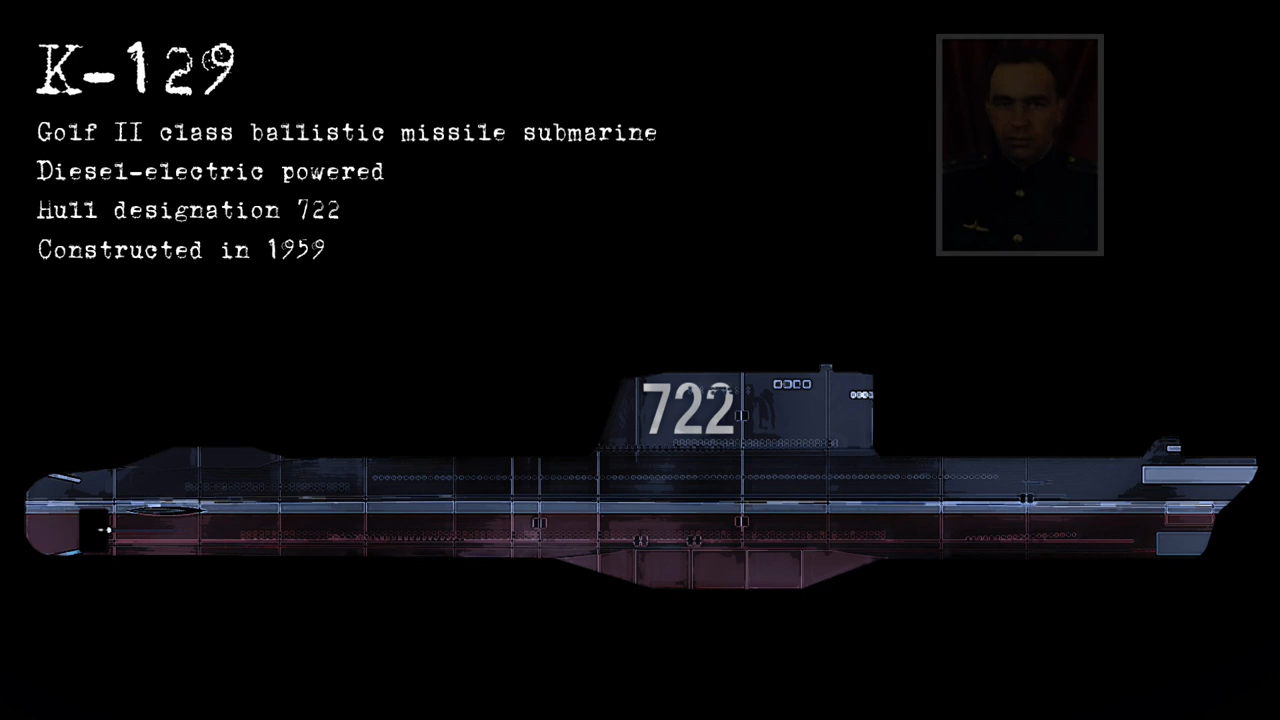 K-129
Golf II class ballistic missile submarine
Diesel-electric powered
Hull designation 722
Constructed in 1959
722